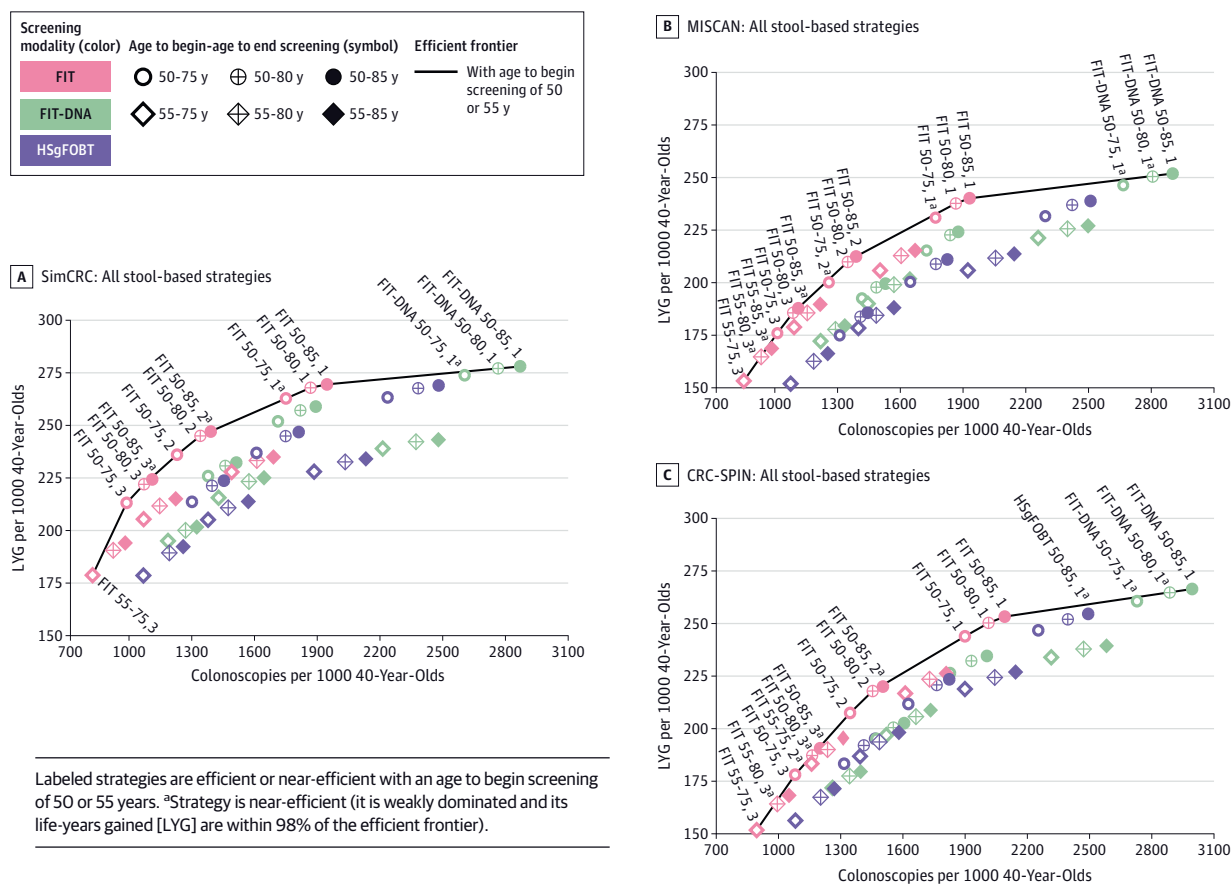 Screening modality (color)
Age to begin-age to end screening (symbol)
Efficient frontier
FIT
FIT-DNA
HSgFOBT
50-75 y
50-80 y
50-85 y
55-75 y
55-80 y
55-85 y
With age to begin screening of 50 or 55 y
A SimCRC: All stool-based strategies
LYG per 1000 40-Year-Olds
300
275
250
225
200
175
150
FIT 55-75,3
FIT 50-75, 3
FIT 50-80, 3
FIT 50-85, 3ᵃ
FIT 50-75, 2
FIT 50-80, 2
FIT 50-85, 2ᵃ
FIT 50-75, 1ᵃ
FIT 50-80, 1
FIT 50-85, 1
FIT-DNA 50-75, 1ᵃ
FIT-DNA 50-80, 1
FIT-DNA 50-85, 1
700 1000 1300 1600 1900 2200 2500 2800 3100
Colonoscopies per 1000 40-Year-Olds
Labeled strategies are efficient or near-efficient with an age to begin screening
of 50 or 55 years. ᵃStrategy is near-efficient (it is weakly dominated and its
life-years gained [LYG] are within 98% of the efficient frontier).
B MISCAN: All stool-based strategies
LYG per 1000 40-Year-Olds
300
275
250
225
200
175
150
FIT 55-75, 3
FIT 55-80, 3ᵃ
FIT 55-85, 3ᵃ
FIT 50-75, 3
FIT 50-80, 3
FIT 50-85, 3ᵃ
FIT 50-75, 2ᵃ
FIT 50-80, 2
FIT 50-85, 2
FIT 50-75, 1ᵃ
FIT 50-80, 1
FIT 50-85, 1
FIT-DNA 50-75, 1ᵃ
FIT-DNA 50-80, 1ᵃ
FIT-DNA 50-85, 1
700 1000 1300 1600 1900 2200 2500 2800 3100
Colonoscopies per 1000 40-Year-Olds
C CRC-SPIN: All stool-based strategies
LYG per 1000 40-Year-Olds
300
275
250
225
200
175
150
FIT 55-75, 3
FIT 55-80, 3ᵃ
FIT 50-75, 3
FIT 55-75, 2ᵃ
FIT 50-80, 3ᵃ
FIT 50-85, 3ᵃ
FIT 50-75, 2
FIT 50-80, 2
FIT 50-85, 2ᵃ
FIT 50-75, 1
FIT 50-80, 1
FIT 50-85, 1
HSgFOBT 50-85, 1ᵃ
FIT-DNA 50-75, 1ᵃ
FIT-DNA 50-80, 1ᵃ
FIT-DNA 50-85, 1
700 1000 1300 1600 1900 2200 2500 2800 3100
Colonoscopies per 1000 40-Year-Olds